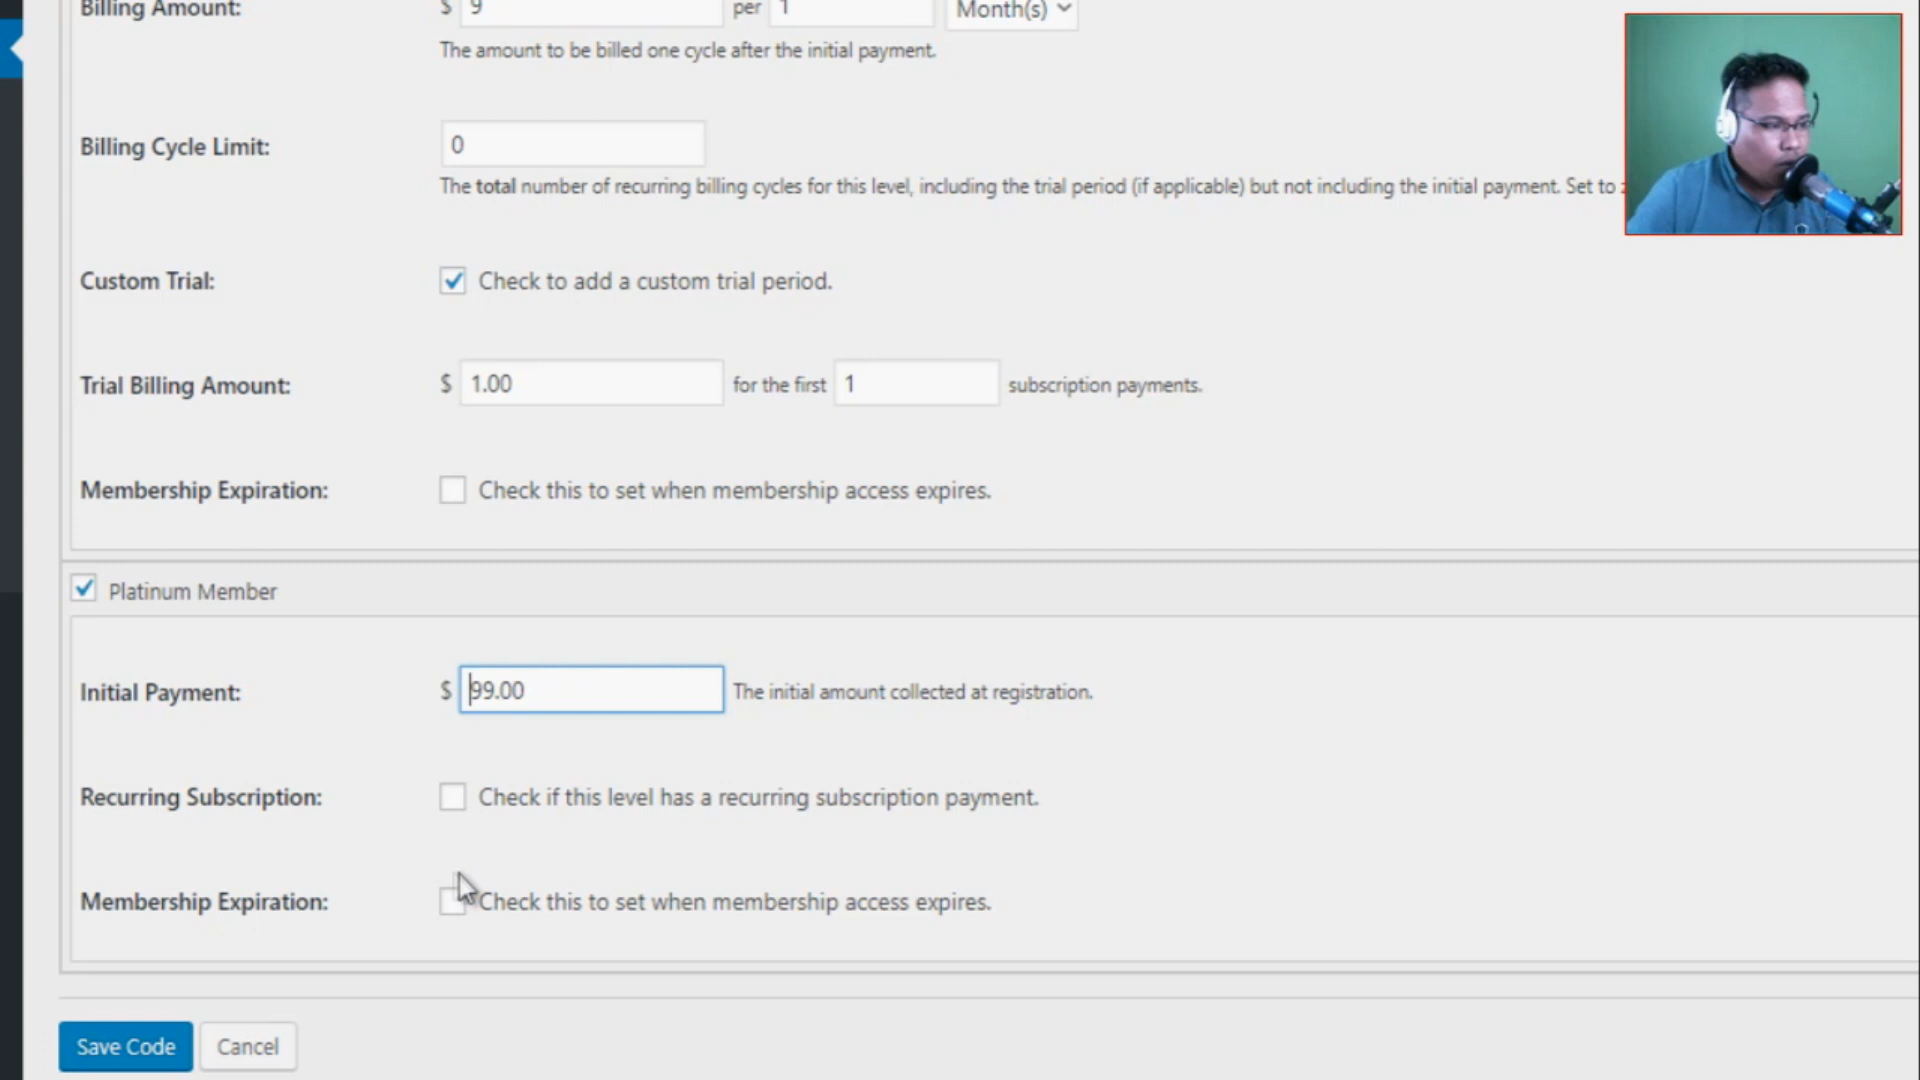 Billing Amount: $ 9 per 1 Month(s)
The amount to be billed one cycle after the initial payment.
Billing Cycle Limit: 0
The total number of recurring billing cycles for this level, including the trial period (if applicable) but not including the initial payment. Set to
Custom Trial: Check to add a custom trial period.
Trial Billing Amount: $ 1.00 for the first 1 subscription payments.
Membership Expiration: Check this to set when membership access expires.
Platinum Member
Initial Payment: $ 99.00 The initial amount collected at registration.
Recurring Subscription: Check if this level has a recurring subscription payment.
Membership Expiration: Check this to set when membership access expires.
Save Code Cancel